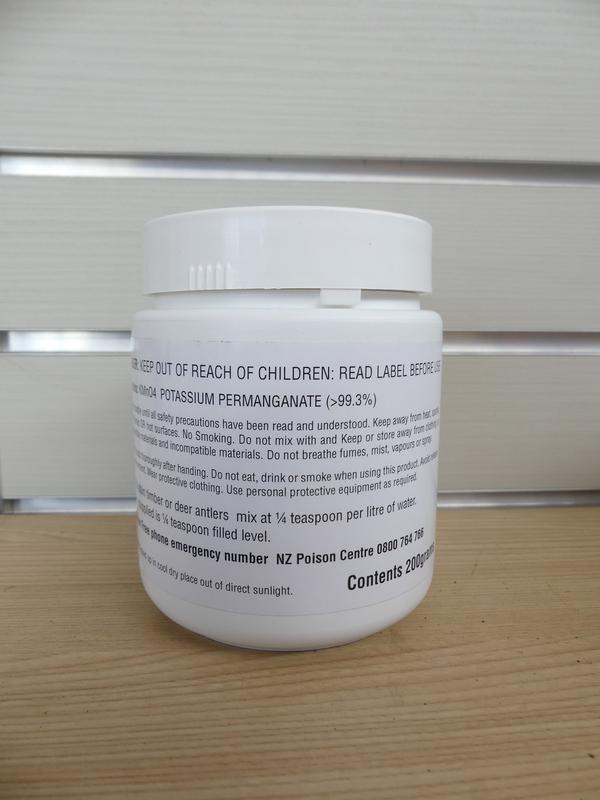 KEEP OUT OF REACH OF CHILDREN: READ LABEL BEFORE USE
KMnO4 POTASSIUM PERMANGANATE (>99.3%)
until all safety precautions have been read and understood. Keep away from heat,
OR hot surfaces. No Smoking. Do not mix with and Keep or store away from clothing
materials and incompatible materials. Do not breathe fumes, mist, vapours or spray.
thoroughly after handing. Do not eat, drink or smoke when using this product. Avoid
Wear protective clothing. Use personal protective equipment as required.
timber or deer antlers mix at ¼ teaspoon per litre of water.
is ¼ teaspoon filled level.
phone emergency number NZ Poison Centre 0800 764 766
in cool dry place out of direct sunlight.
Contents 200grams